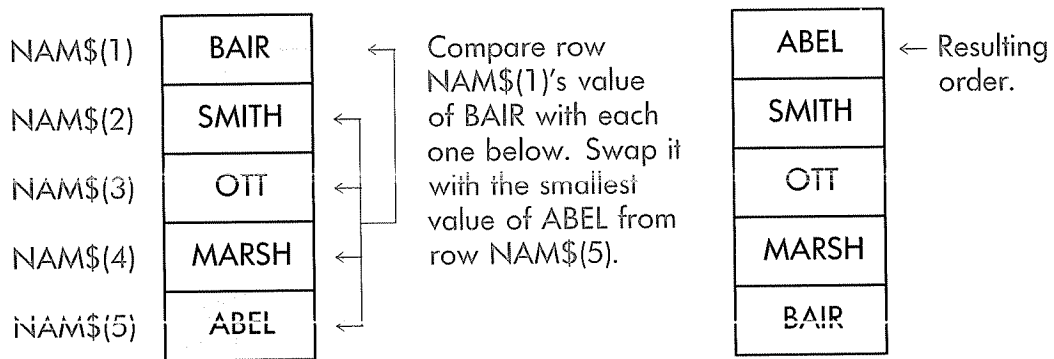 NAM$(1)
NAM$(2)
NAM$(3)
NAM$(4)
NAM$(5)
BAIR
SMITH
OTT
MARSH
ABEL
Compare row
NAM$(1)'s value
of BAIR with each
one below. Swap it
with the smallest
value of ABEL from
row NAM$(5).
ABEL
SMITH
OTT
MARSH
BAIR
← Resulting
order.